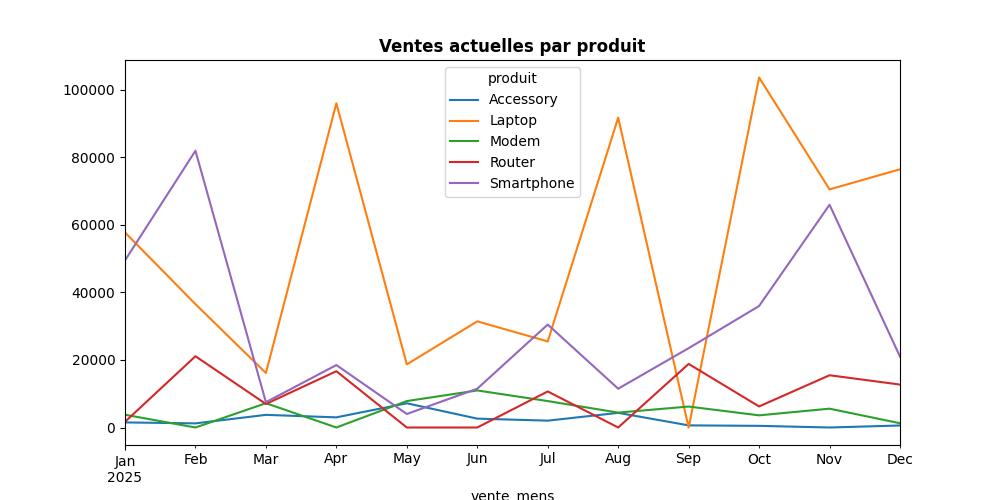 Ventes actuelles par produit
produit
Accessory
Laptop
Modem
Router
Smartphone
100000
80000
60000
40000
20000
0
Jan Feb Mar Apr May Jun Jul Aug Sep Oct Nov Dec
2025
vente_mens